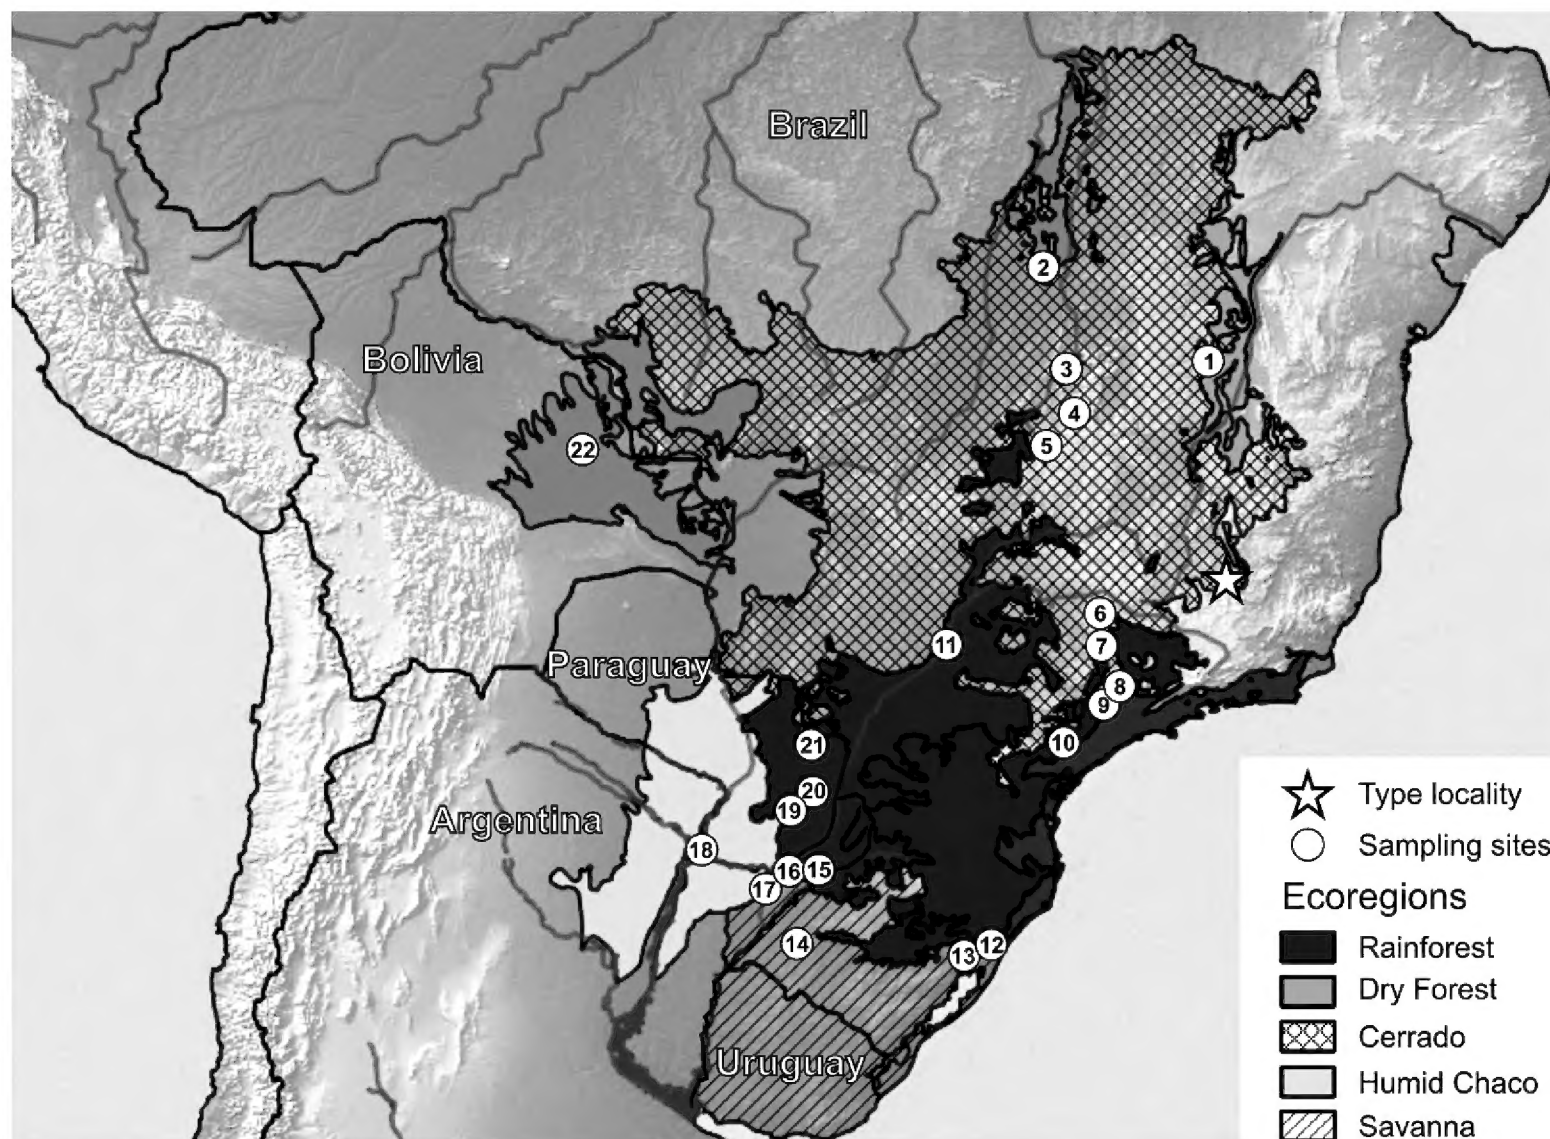 Brazil
2
Bolivia
1
3
4
5
22
6
11
7
Paraguay
8
9
21
10
20
19
Argentina
18
16
15
17
14
13
12
Uruguay
Type locality
Sampling sites
Ecoregions
Rainforest
Dry Forest
Cerrado
Humid Chaco
Savanna